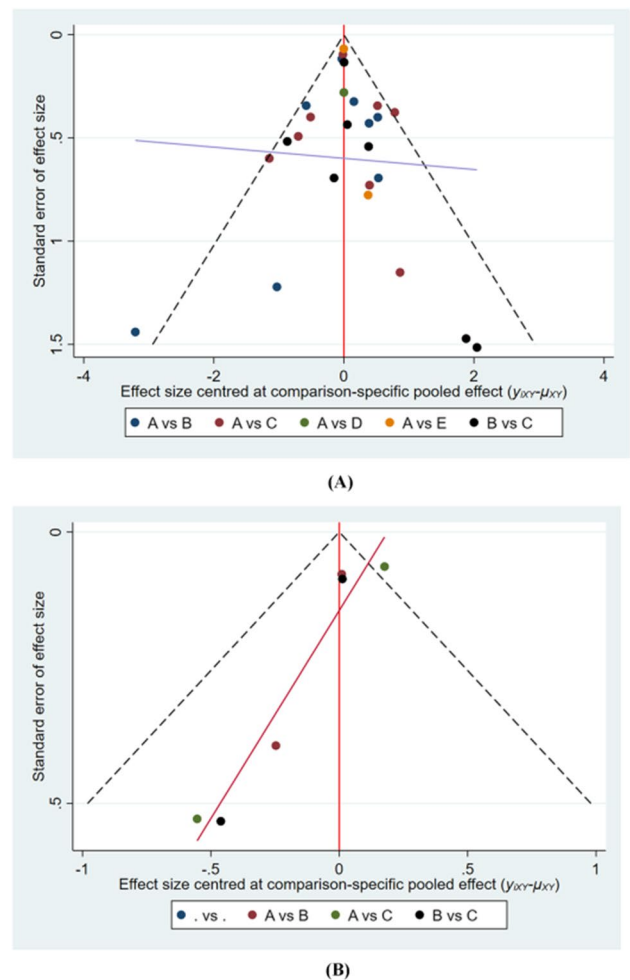 0
.5
1
1.5
Standard error of effect size
-4
-2
0
2
4
Effect size centred at comparison-specific pooled effect (yiXY-μXY)
A vs B
A vs C
A vs D
A vs E
B vs C
(A)
0
.5
Standard error of effect size
-1
-.5
0
.5
1
Effect size centred at comparison-specific pooled effect (yiXY-μXY)
. vs .
A vs B
A vs C
B vs C
(B)